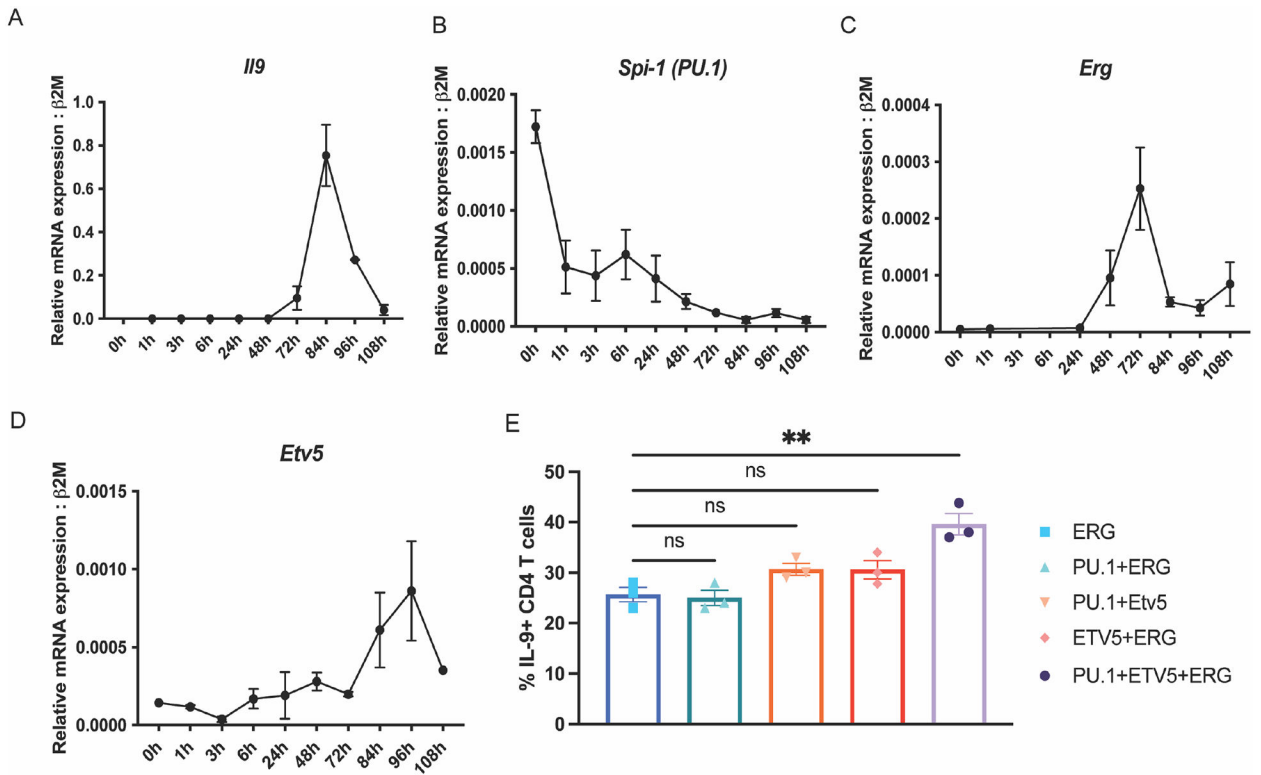 A
Il9
Relative mRNA expression : β2M
1.0
0.8
0.6
0.4
0.2
0.0
0h 1h 3h 6h 24h 48h 72h 84h 96h 108h
B
Spi-1 (PU.1)
Relative mRNA expression : β2M
0.0020
0.0015
0.0010
0.0005
0.0000
0h 1h 3h 6h 24h 48h 72h 84h 96h 108h
C
Erg
Relative mRNA expression : β2M
0.0004
0.0003
0.0002
0.0001
0.0000
0h 1h 3h 6h 24h 48h 72h 84h 96h 108h
D
Etv5
Relative mRNA expression : β2M
0.0015
0.0010
0.0005
0.0000
0h 1h 3h 6h 24h 48h 72h 84h 96h 108h
E
**
ns
ns
ns
% IL-9+ CD4 T cells
50
40
30
20
10
0
ERG
PU.1+ERG
PU.1+Etv5
ETV5+ERG
PU.1+ETV5+ERG